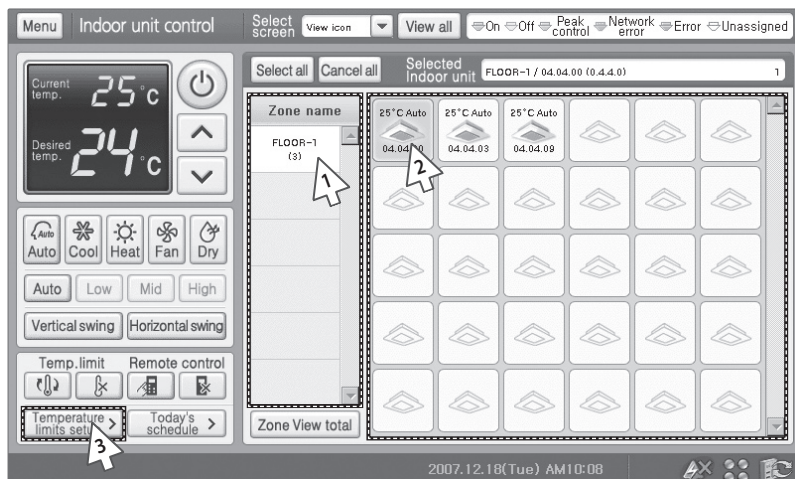 Menu Indoor unit control Select screen View icon View all On Off Peak control Network error Error Unassigned
Select all Cancel all Selected Indoor unit FLOOR-1 / 04.04.00 (0.4.4.0) 1
Current temp. 25°C
Desired temp. 24°C
Zone name
FLOOR-1
(3)
25°C Auto 25°C Auto 25°C Auto
04.04.03 04.04.09
1
2
Auto
Auto Cool Heat Fan Dry
Auto Low Mid High
Vertical swing Horizontal swing
Temp.limit Remote control
Temperature limits Today's schedule
3
Zone View total
2007.12.18(Tue) AM10:08